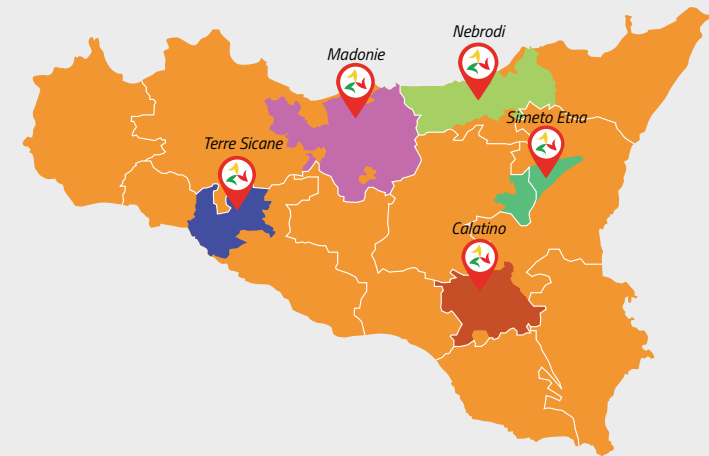 Nebrodi
Madonie
Simeto Etna
Terre Sicane
Calatino